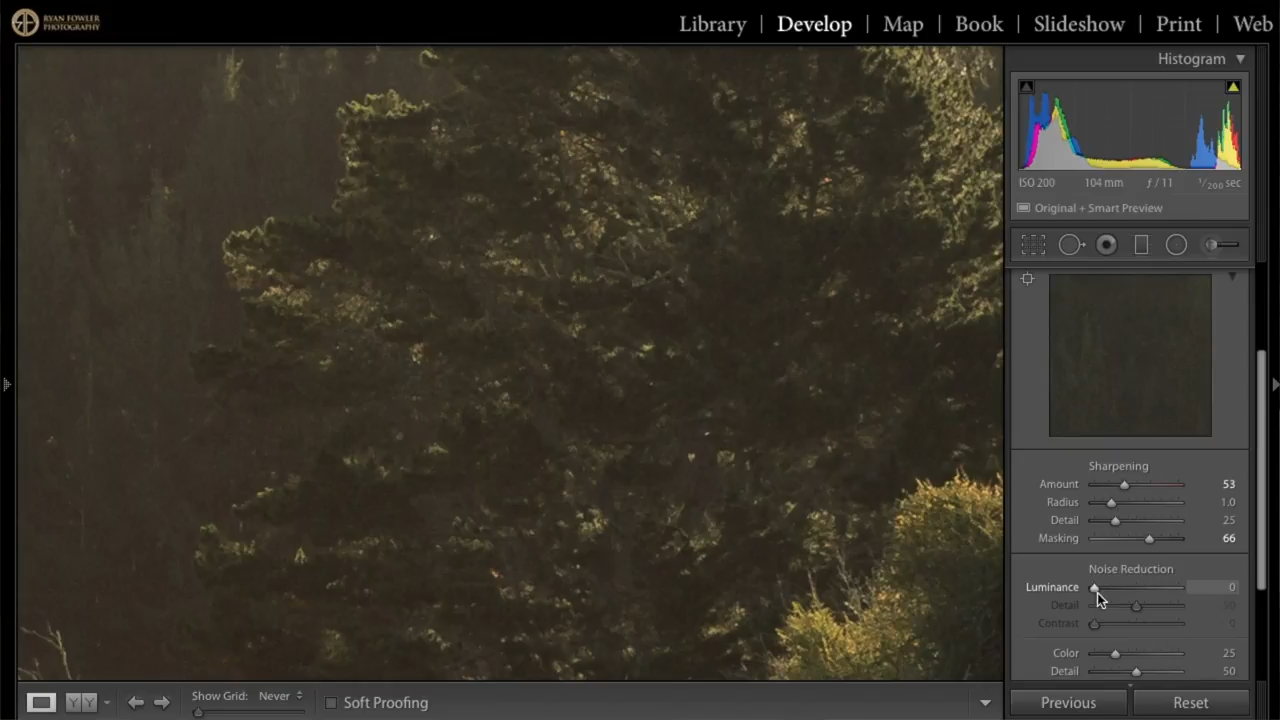 RYAN FOWLER
PHOTOGRAPHY
Library | Develop | Map | Book | Slideshow | Print | Web
Histogram
ISO 200 104 mm ƒ / 11 1/200 sec
Original + Smart Preview
Sharpening
Amount 53
Radius 1.0
Detail 25
Masking 66
Noise Reduction
Luminance 0
Detail 50
Contrast 0
Color 25
Detail 50
Y Y Show Grid: Never Soft Proofing
Previous Reset